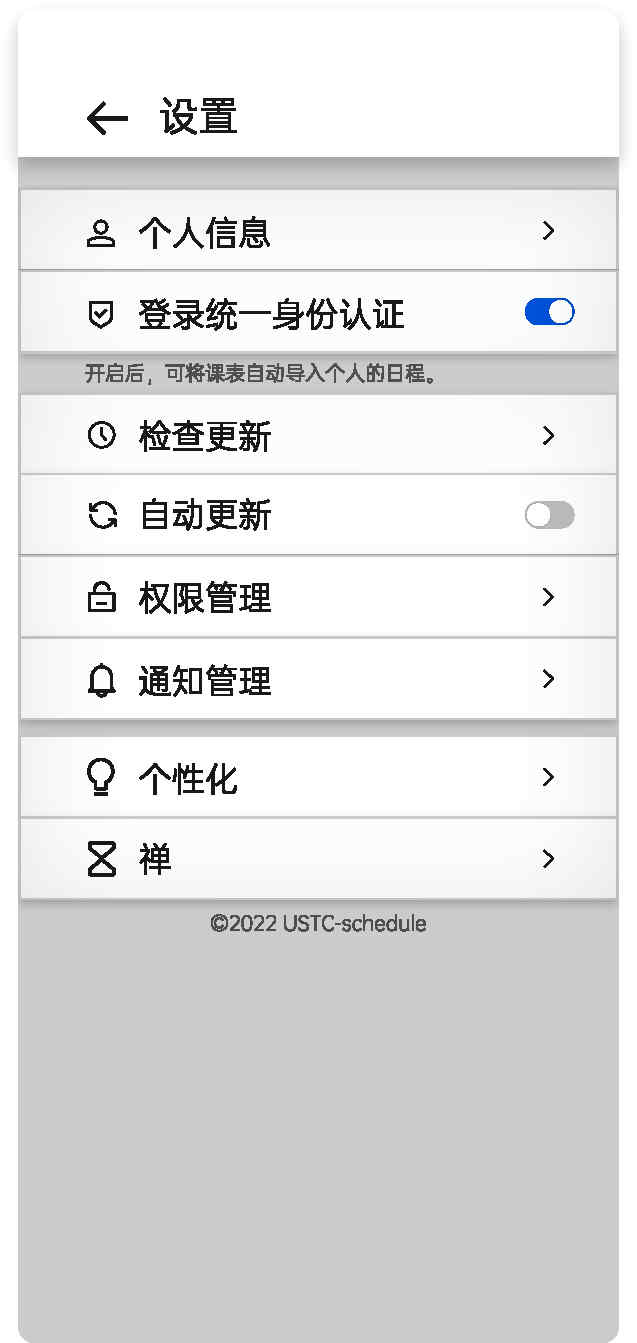 设置
个人信息
登录统一身份认证
开启后，可将课表自动导入个人的日程。
检查更新
自动更新
权限管理
通知管理
个性化
禅
©2022 USTC-schedule